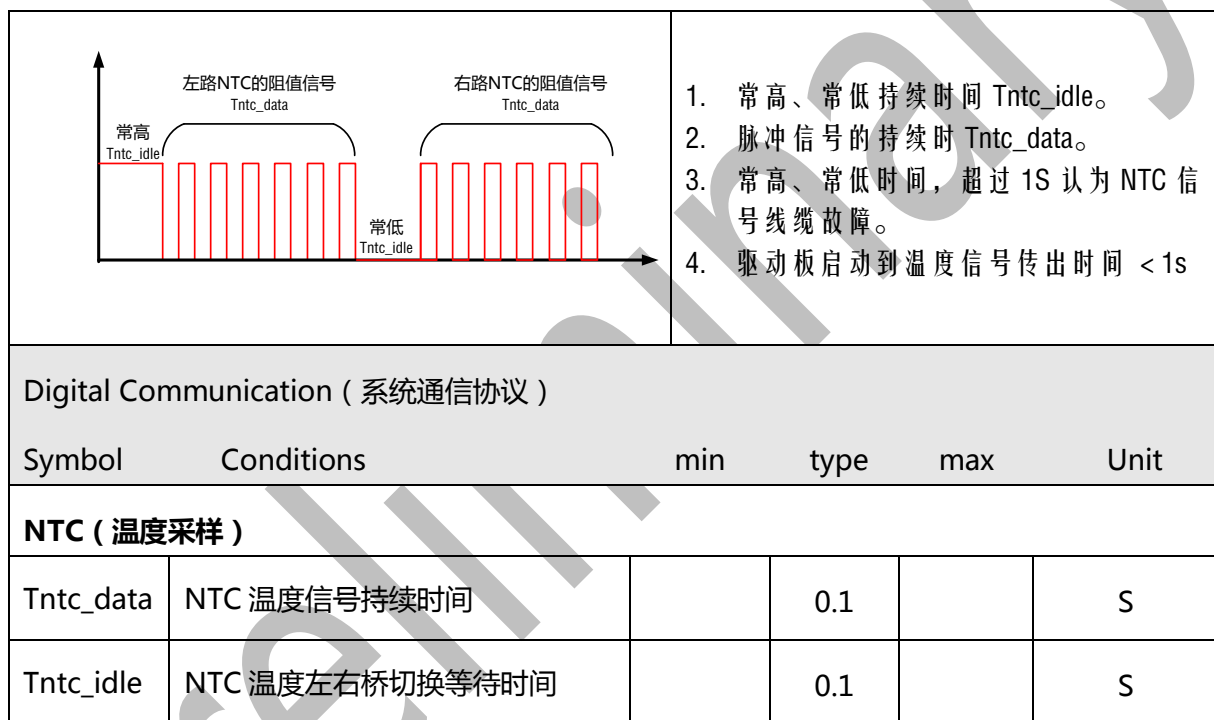 左路NTC的阻值信号
Tntc_data
右路NTC的阻值信号
Tntc_data
常高
Tntc_idle
常低
Tntc_idle
1. 常高、常低持续时间 Tntc_idle。
2. 脉冲信号的持续时 Tntc_data。
3. 常高、常低时间，超过 1S 认为 NTC 信
号线缆故障。
4. 驱动板启动到温度信号传出时间 < 1s
Digital Communication（系统通信协议）
Symbol Conditions min type max Unit
NTC（温度采样）
Tntc_data NTC 温度信号持续时间 0.1 S
Tntc_idle NTC 温度左右桥切换等待时间 0.1 S